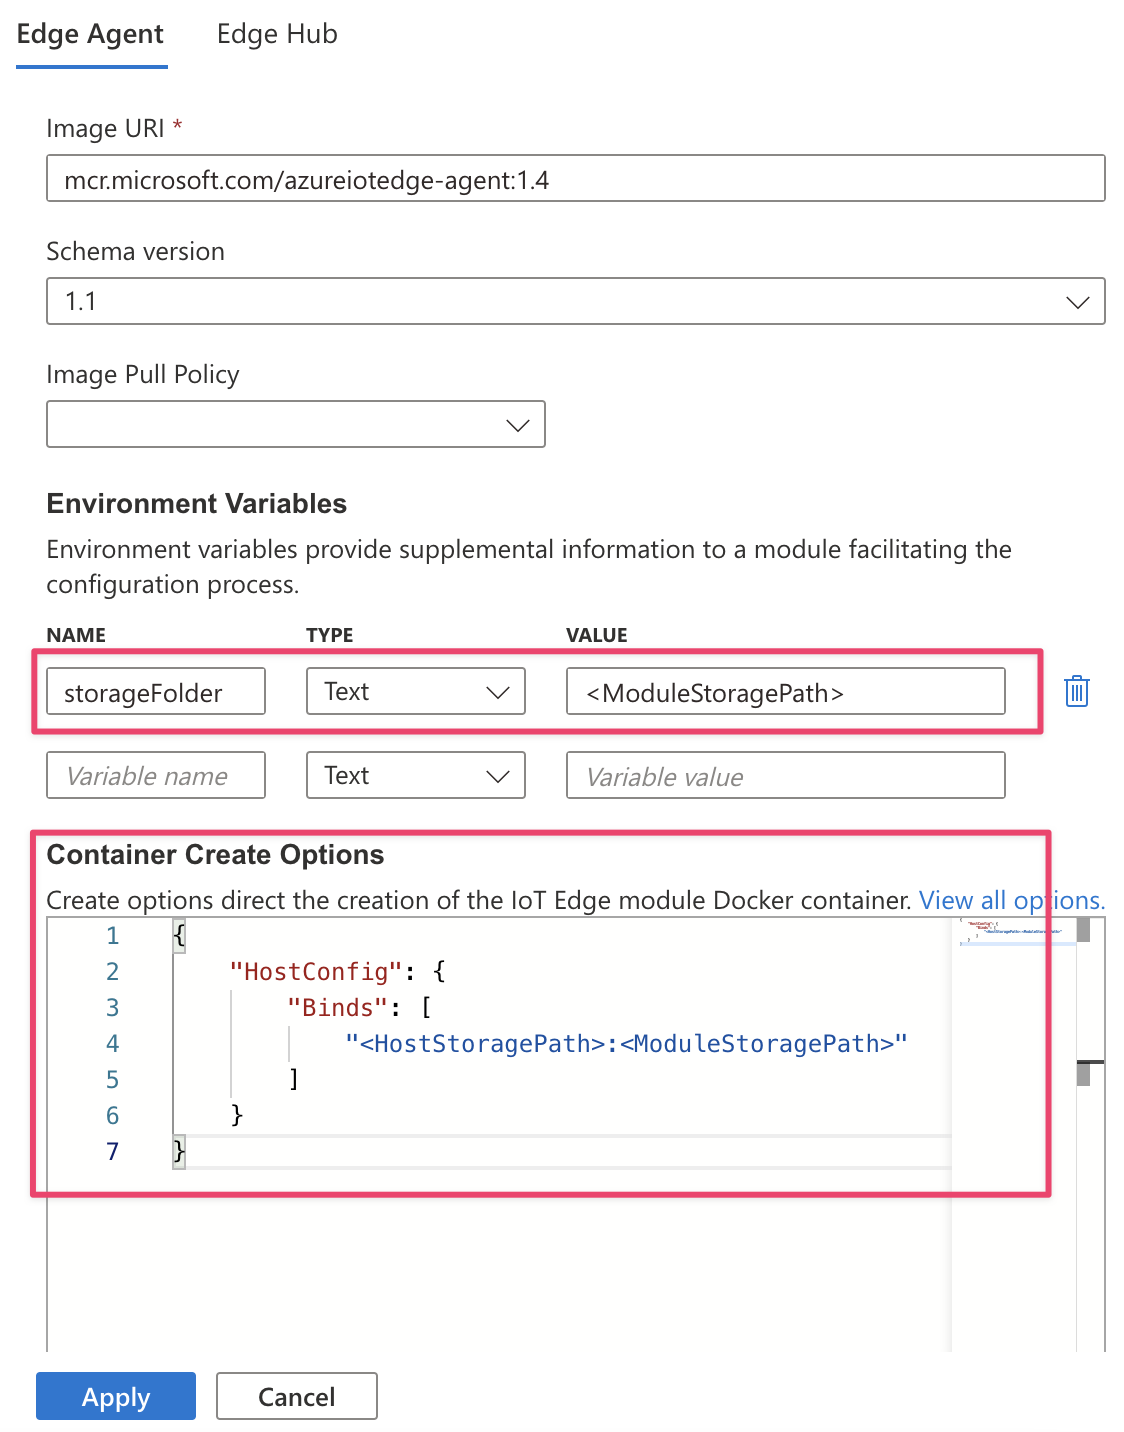 Edge Agent Edge Hub
Image URI *
mcr.microsoft.com/azureiotedge-agent:1.4
Schema version
1.1
Image Pull Policy
Environment Variables
Environment variables provide supplemental information to a module facilitating the
configuration process.
NAME TYPE VALUE
storageFolder Text <ModuleStoragePath>
Variable name Text Variable value
Container Create Options
Create options direct the creation of the IoT Edge module Docker container. View all options.
1 {
2 "HostConfig": {
3 "Binds": [
4 "<HostStoragePath>:<ModuleStoragePath>"
5 ]
6 }
7 }
Apply Cancel